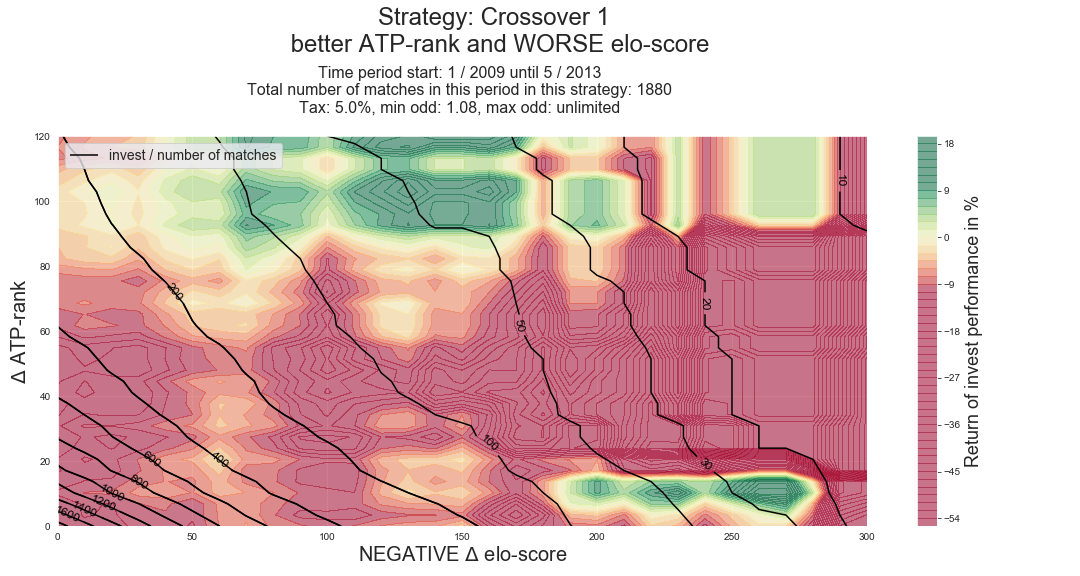 Strategy: Crossover 1
better ATP-rank and WORSE elo-score
Time period start: 1 / 2009 until 5 / 2013
Total number of matches in this period in this strategy: 1880
Tax: 5.0%, min odd: 1.08, max odd: unlimited
invest / number of matches
Δ ATP-rank
120
100
80
60
40
20
0
0 50 100 150 200 250 300
NEGATIVE Δ elo-score
200
10
20
50
100
30
400
600
800
1000
1200
1400
1600
18
9
0
−9
−18
−27
−36
−45
−54
Return of invest performance in %